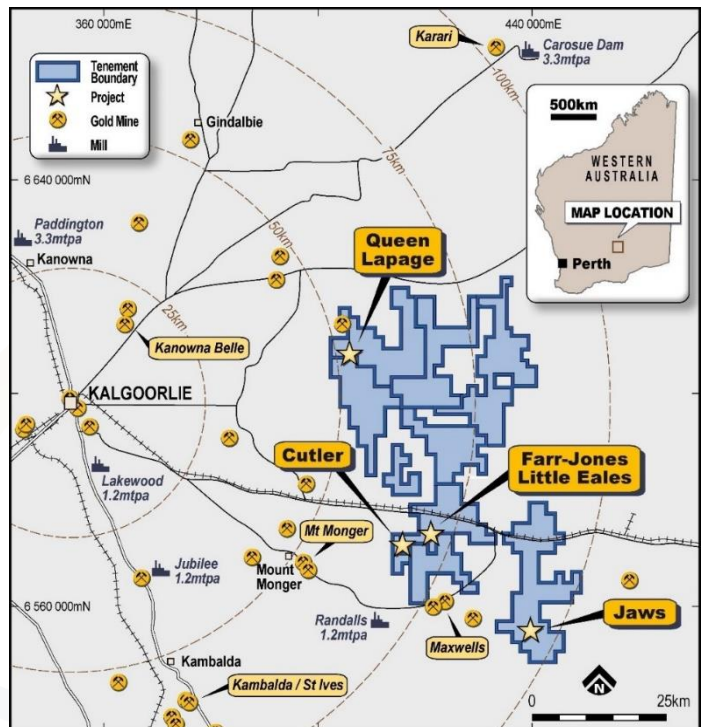 360 000mE
440 000mE
Tenement
Boundary
Project
Gold Mine
Mill
Karari
Carosue Dam
3.3mtpa
100km
500km
WESTERN
AUSTRALIA
MAP LOCATION
Perth
Gindalbie
75km
6 640 000mN
50km
Paddington
3.3mtpa
Kanowna
Queen
Lapage
25km
Kanowna Belle
KALGOORLIE
Cutler
Farr-Jones
Little Eales
Lakewood
1.2mtpa
Mt Monger
Jubilee
1.2mtpa
Mount
Monger
6 560 000mN
Randalls
1.2mtpa
Jaws
Maxwells
Kambalda
Kambalda / St Ives
N
0
25km